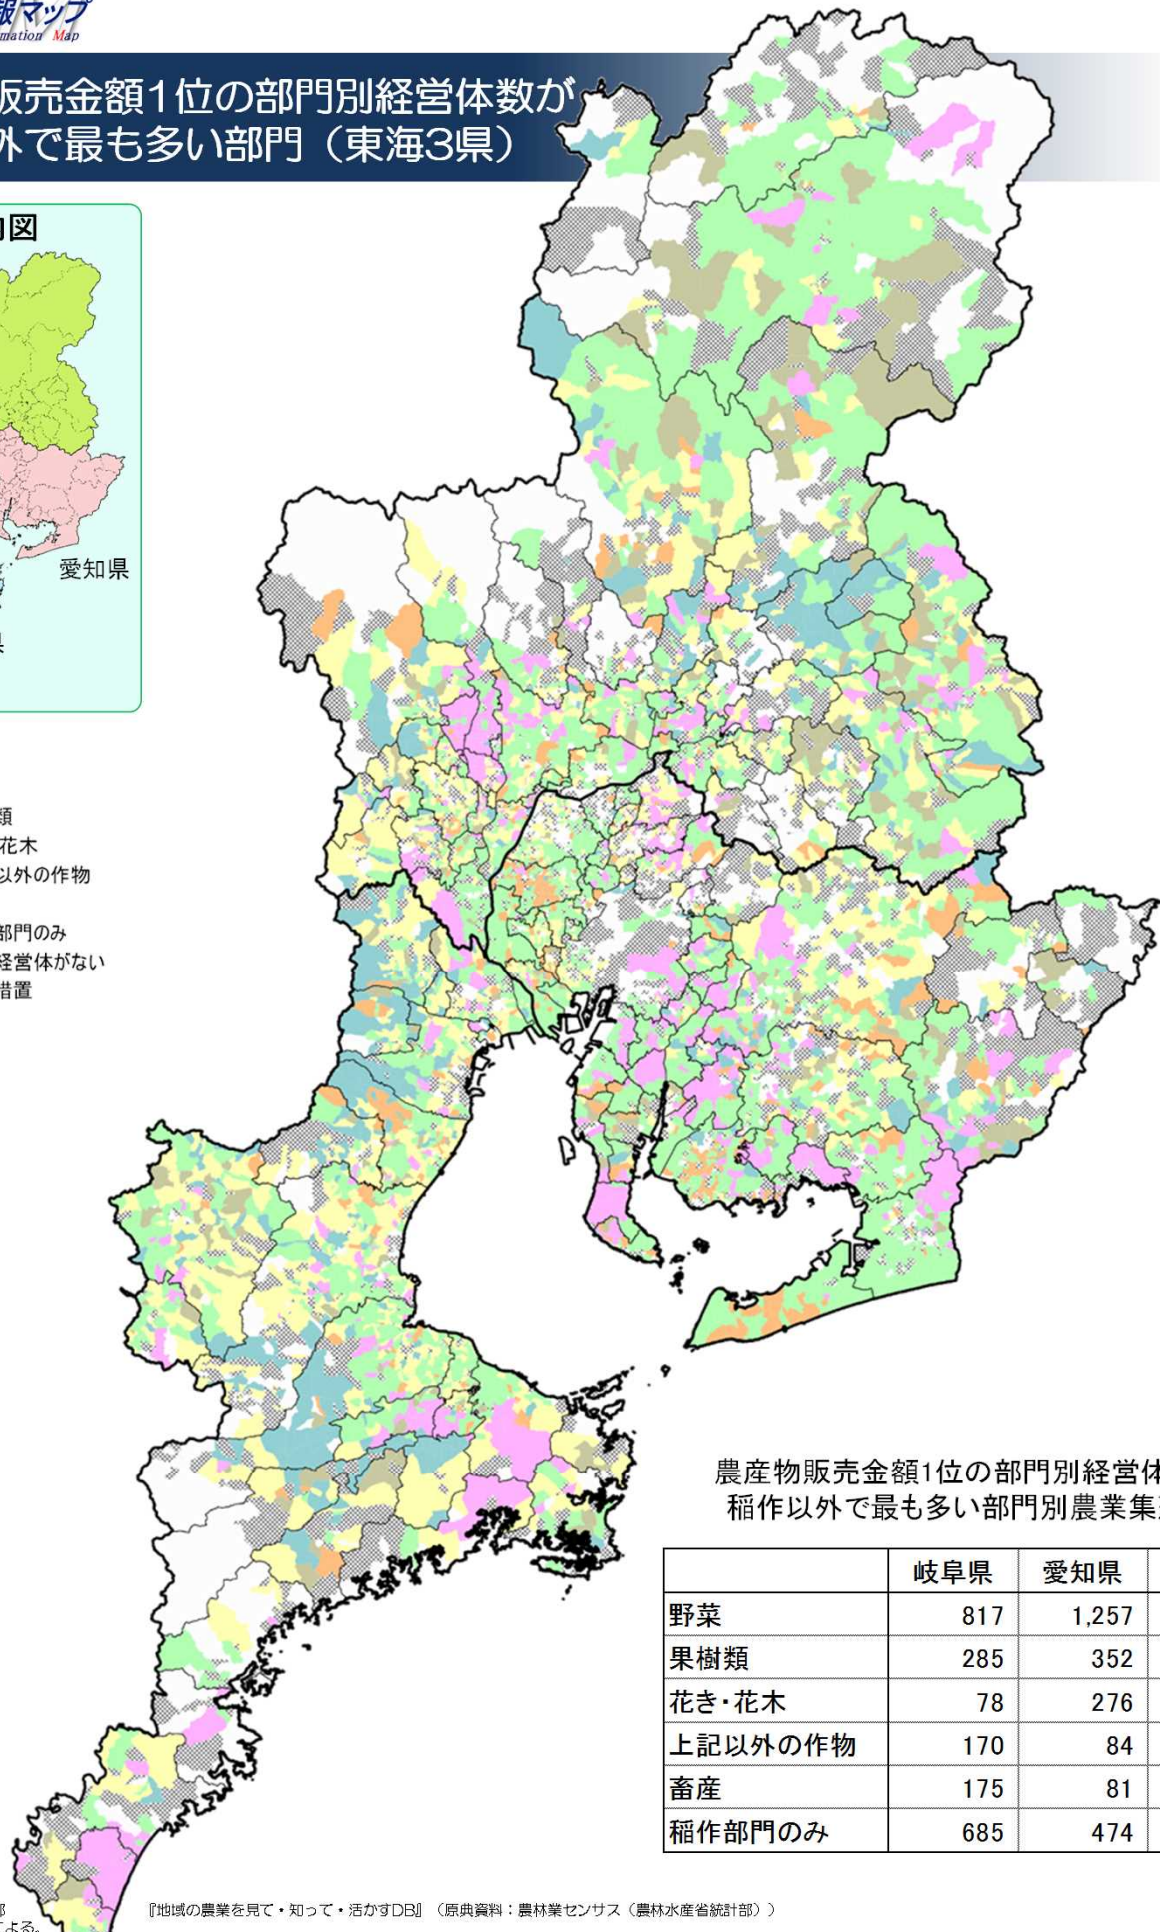 報マップ
mation Map
販売金額1位の部門別経営体数が
外で最も多い部門（東海3県）
図
愛知県
県
類
花木
以外の作物
部門のみ
経営体がない
措置
農産物販売金額1位の部門別経営体
稲作以外で最も多い部門別農業集
岐阜県 愛知県
野菜 817 1,257
果樹類 285 352
花き・花木 78 276
上記以外の作物 170 84
畜産 175 81
稲作部門のみ 685 474
部
よる。
『地域の農業を見て・知って・活かすDB』（原典資料：農林業センサス（農林水産省統計部））